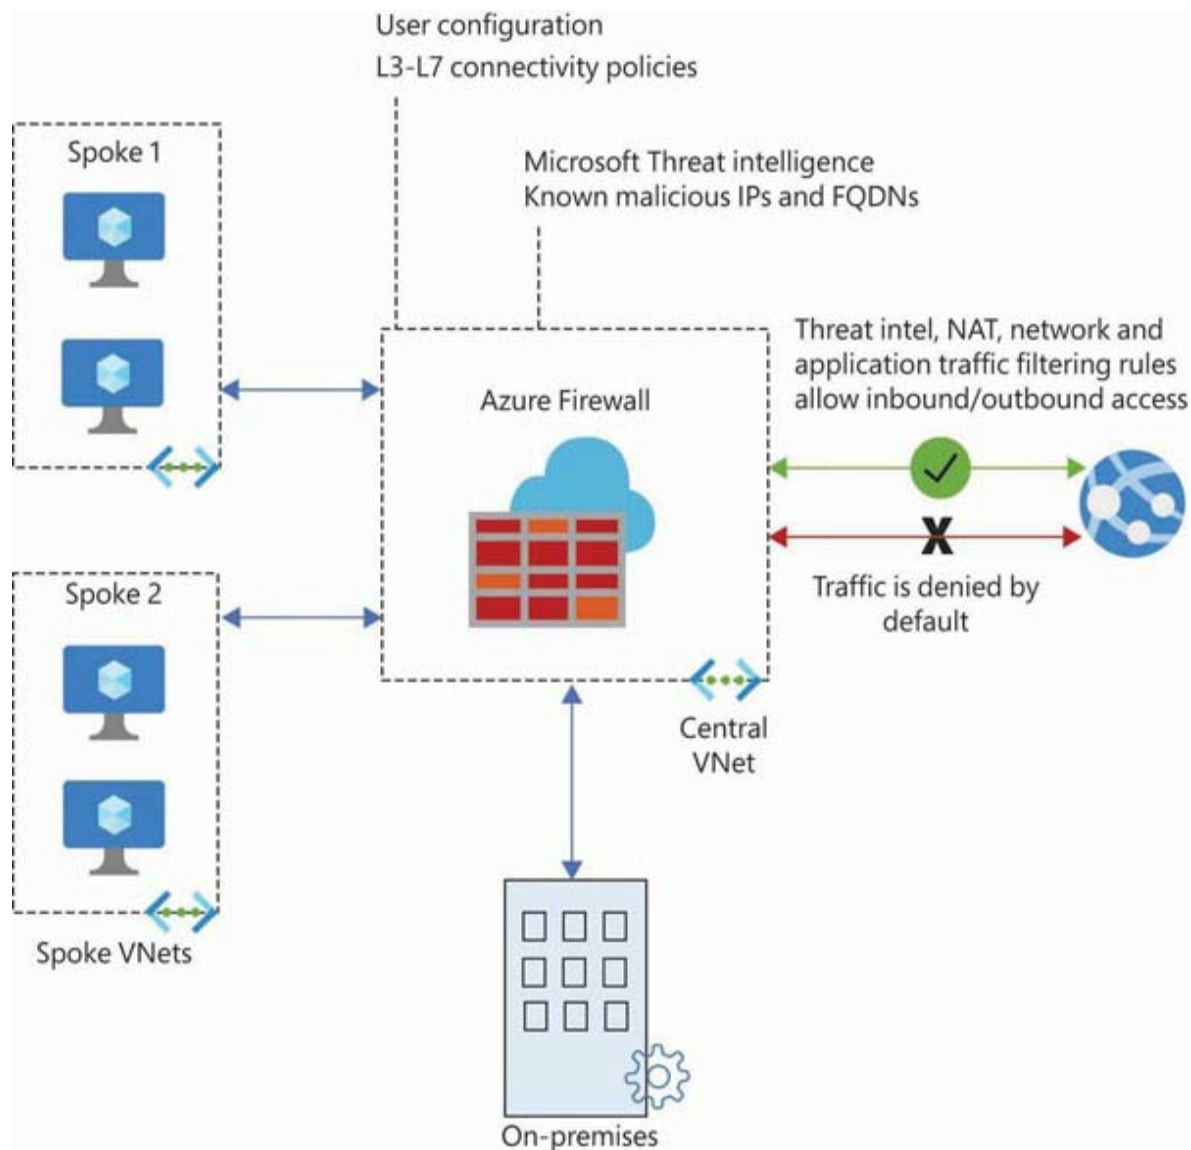 User configuration
L3-L7 connectivity policies
Spoke 1
Microsoft Threat intelligence
Known malicious IPs and FQDNs
Threat intel, NAT, network and
application traffic filtering rules
allow inbound/outbound access
Azure Firewall
Traffic is denied by
default
Spoke 2
Central
VNet
Spoke VNets
On-premises